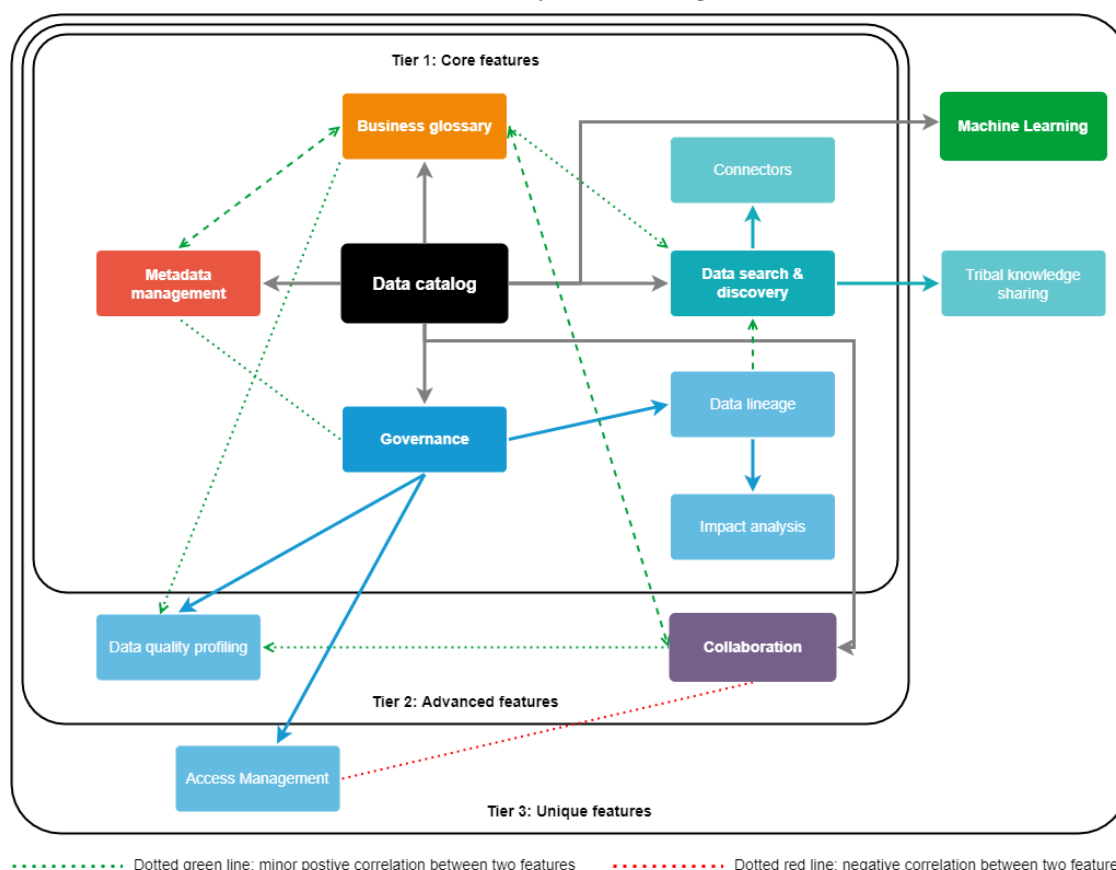 Tier 1: Core features
Business glossary
Machine Learning
Connectors
Metadata
management
Data catalog
Data search &
discovery
Tribal knowledge
sharing
Data lineage
Governance
Impact analysis
Data quality profiling
Collaboration
Tier 2: Advanced features
Access Management
Tier 3: Unique features
Dotted green line: minor postive correlation between two features
Dotted red line: negative correlation between two feature